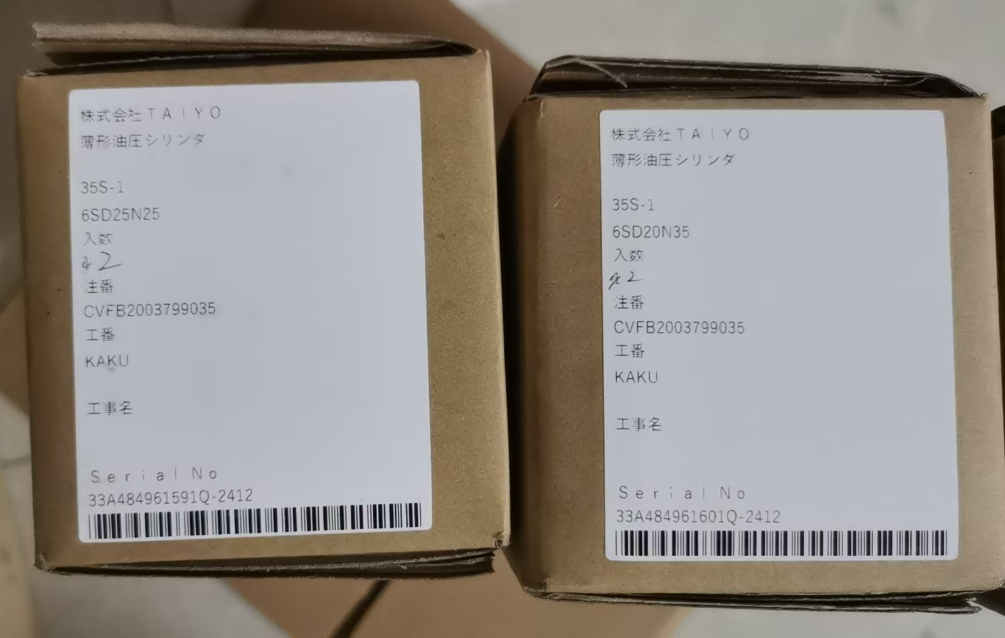 株式会社ＴＡＩＹＯ
薄形油圧シリンダ
35S-1
6SD25N25
入数
2
注番
CVFB2003799035
工番
KAKU
工事名
Ｓｅｒｉａｌ Ｎｏ
33A484961591Q-2412
株式会社ＴＡＩＹＯ
薄形油圧シリンダ
35S-1
6SD20N35
入数
2
注番
CVFB2003799035
工番
KAKU
工事名
Ｓｅｒｉａｌ Ｎｏ
33A484961601Q-2412